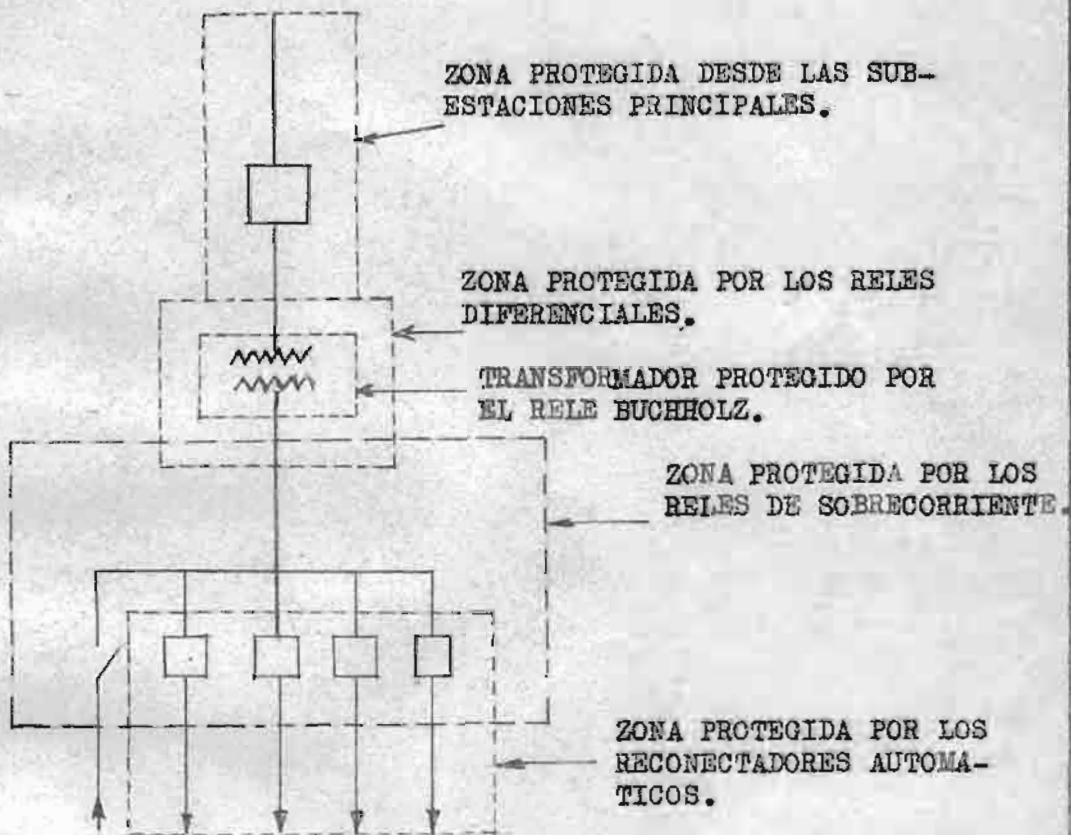 ZONA PROTEGIDA DESDE LAS SUB-
ESTACIONES PRINCIPALES.
ZONA PROTEGIDA POR LOS RELES
DIFERENCIALES.
TRANSFORMADOR PROTEGIDO POR
EL RELE BUCHHOLZ.
ZONA PROTEGIDA POR LOS
RELES DE SOBRECORRIENTE.
ZONA PROTEGIDA POR LOS
RECONECTADORES AUTOMA-
TICOS.